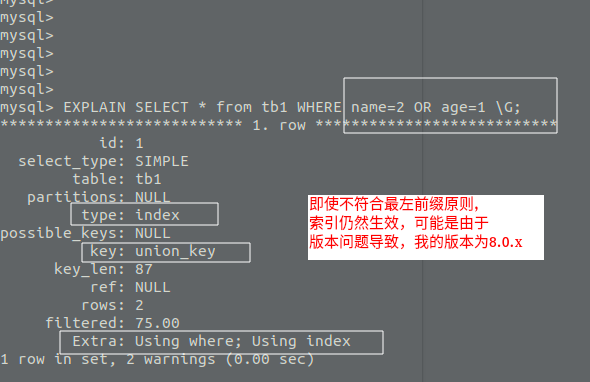 mysql>
mysql>
mysql>
mysql>
mysql>
mysql>
mysql> EXPLAIN SELECT * from tb1 WHERE name=2 OR age=1 \G;
*************************** 1. row ***************************
id: 1
select_type: SIMPLE
table: tb1
partitions: NULL
type: index
possible_keys: NULL
key: union_key
key_len: 87
ref: NULL
rows: 2
filtered: 75.00
Extra: Using where; Using index
1 row in set, 2 warnings (0.00 sec)
即使不符合最左前缀原则，
索引仍然生效，可能是由于
版本问题导致，我的版本为8.0.x